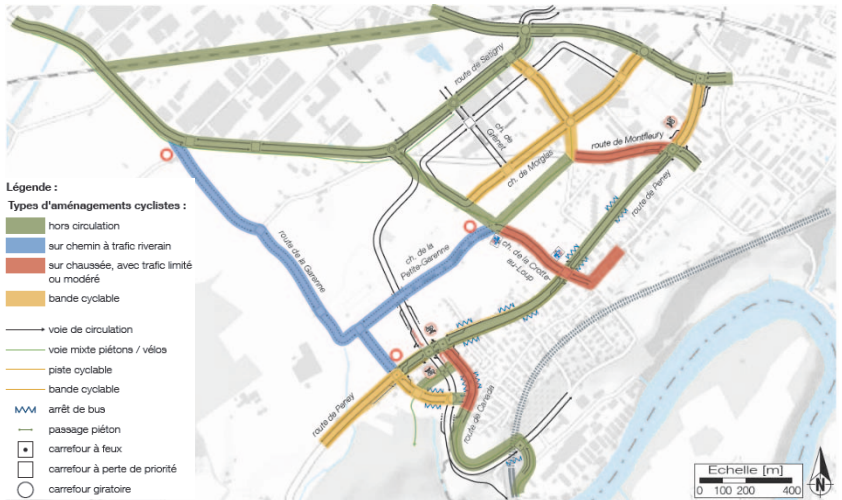 route de Satigny
ch. de
Grenet
ch. de Morglas
route de Montfleury
route de Peney
Légende :
Types d'aménagements cyclistes :
hors circulation
sur chemin à trafic riverain
sur chaussée, avec trafic limité
ou modéré
bande cyclable
route de la Garenne
ch. de la
Petite-Garenne
ch. de la Crotte
au-Loup
voie de circulation
voie mixte piétons / vélos
piste cyclable
bande cyclable
arrêt de bus
passage piéton
carrefour à feux
carrefour à perte de priorité
carrefour giratoire
route de Peney
route de Canada
Echelle [m]
0 100 200 400
N